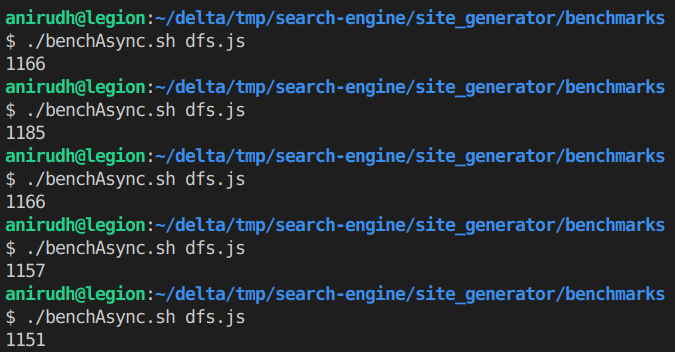 anirudh@legion:~/delta/tmp/search-engine/site_generator/benchmarks
$ ./benchAsync.sh dfs.js
1166
anirudh@legion:~/delta/tmp/search-engine/site_generator/benchmarks
$ ./benchAsync.sh dfs.js
1185
anirudh@legion:~/delta/tmp/search-engine/site_generator/benchmarks
$ ./benchAsync.sh dfs.js
1166
anirudh@legion:~/delta/tmp/search-engine/site_generator/benchmarks
$ ./benchAsync.sh dfs.js
1157
anirudh@legion:~/delta/tmp/search-engine/site_generator/benchmarks
$ ./benchAsync.sh dfs.js
1151